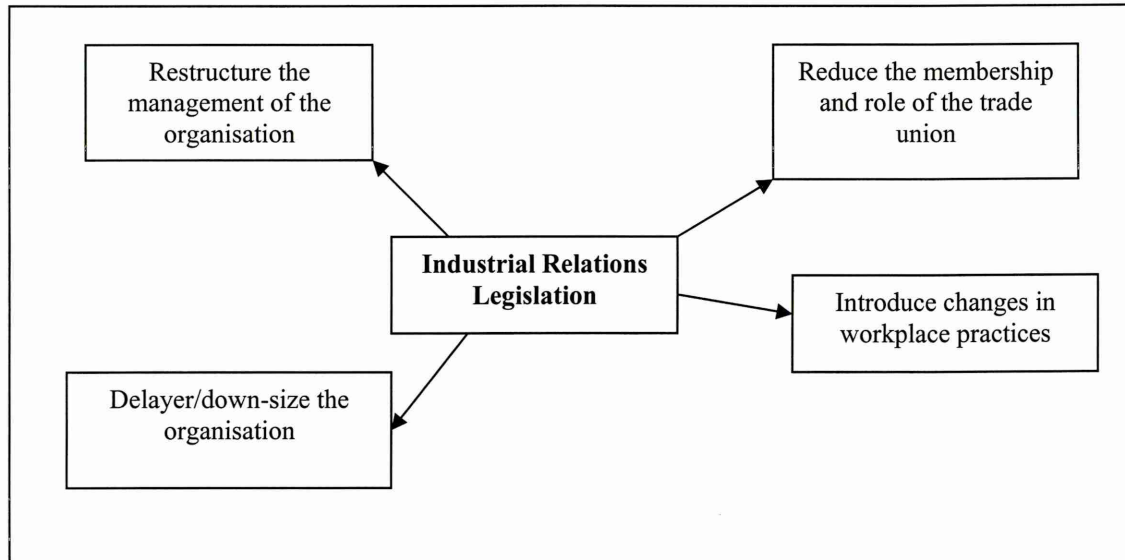 Restructure the
management of the
organisation
Reduce the membership
and role of the trade
union
Industrial Relations
Legislation
Introduce changes in
workplace practices
Delayer/down-size the
organisation